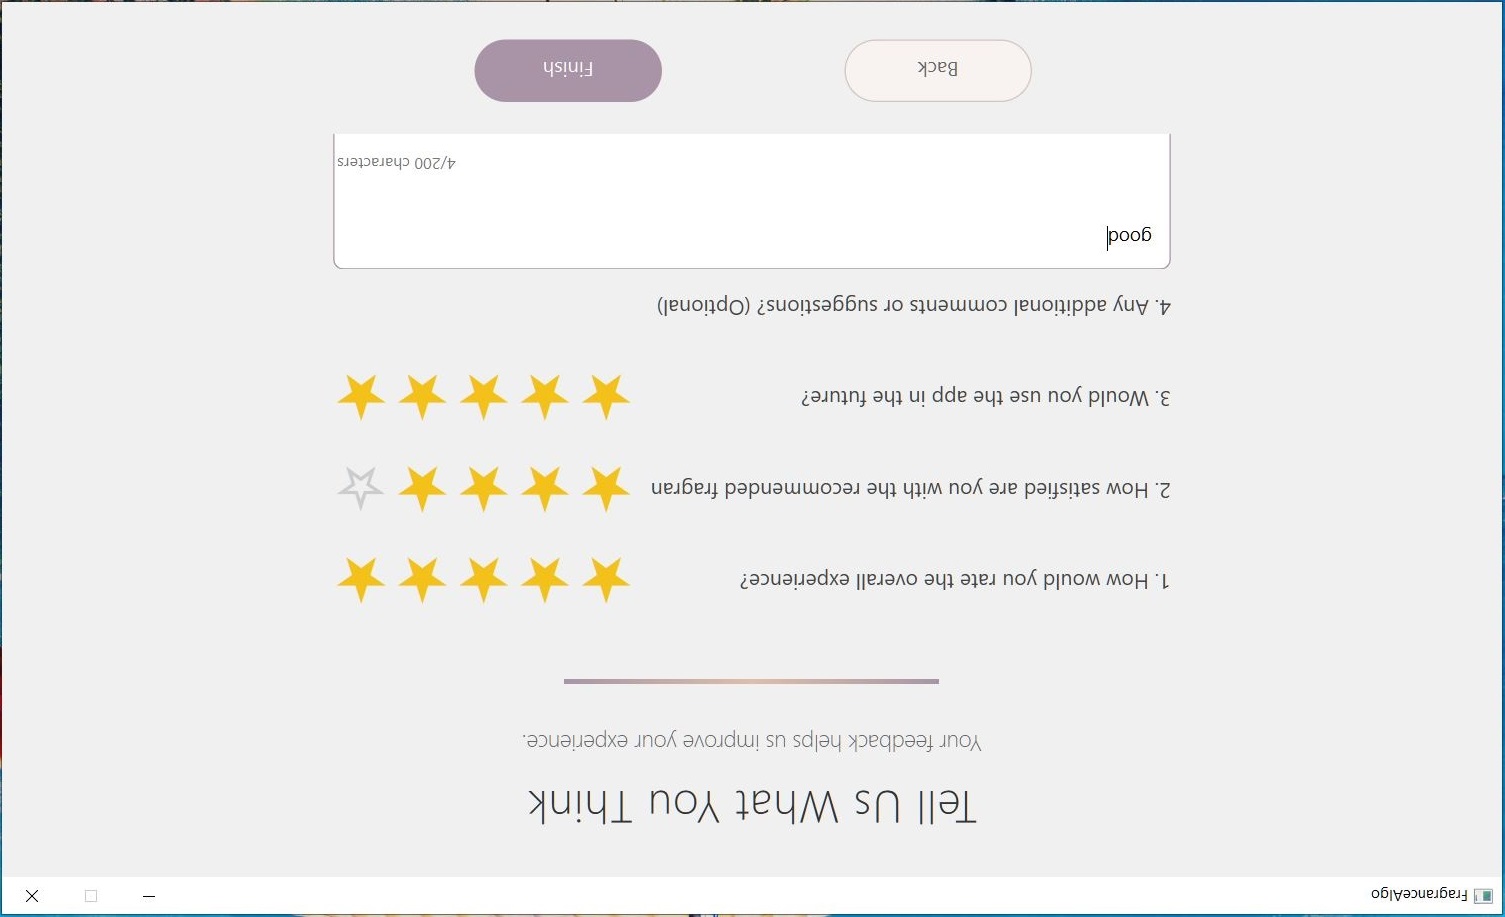 FragranceAlgo
Tell Us What You Think
Your feedback helps us improve your experience.
1. How would you rate the overall experience?
2. How satisfied are you with the recommended fragran
3. Would you use the app in the future?
4. Any additional comments or suggestions? (Optional)
good
4/200 characters
Back
Finish